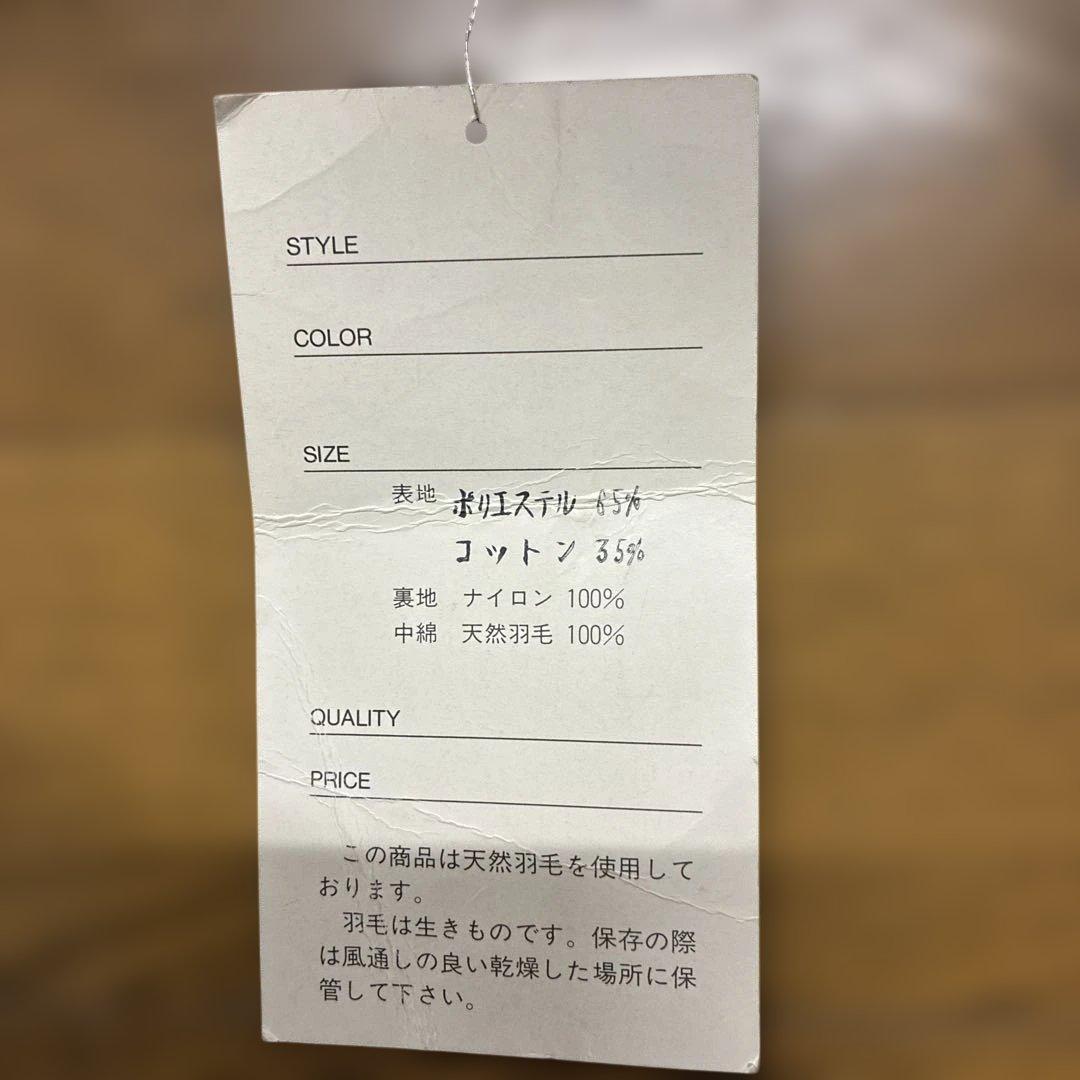 STYLE
COLOR
SIZE
表地 ポリエステル 65%
コットン 35%
裏地 ナイロン 100%
中綿 天然羽毛 100%
QUALITY
PRICE
この商品は天然羽毛を使用して
おります。
羽毛は生きものです。保存の際
は風通しの良い乾燥した場所に保
管して下さい。